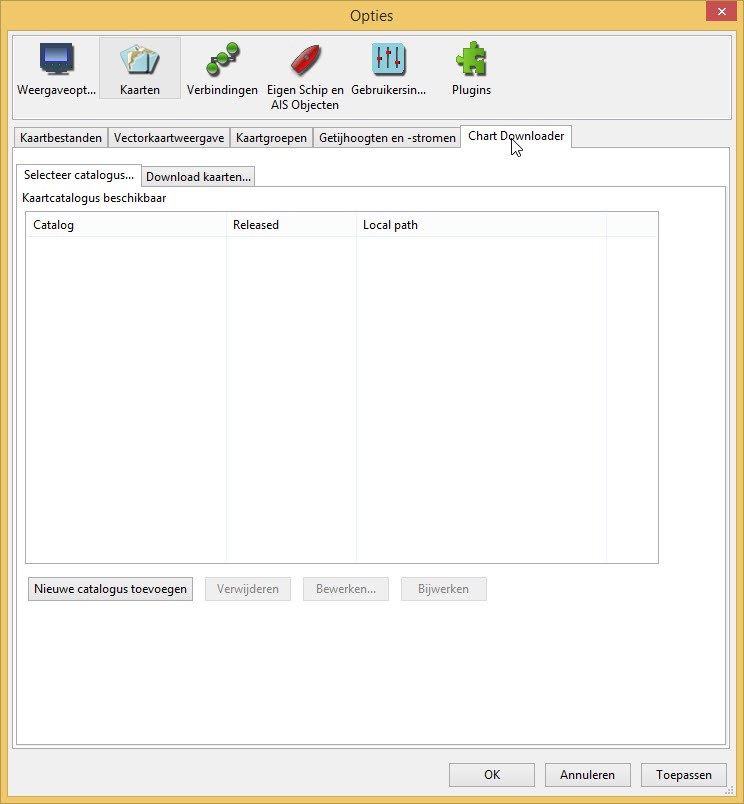 Opties
Weergaveopt...
Kaarten
Verbindingen
Eigen Schip en
AIS Objecten
Gebruikersin...
Plugins
Kaartbestanden
Vectorkaartweergave
Kaartgroepen
Getijhoogten en -stromen
Chart Downloader
Selecteer catalogus...
Download kaarten...
Kaartcatalogus beschikbaar
Catalog
Released
Local path
Nieuwe catalogus toevoegen
Verwijderen
Bewerken...
Bijwerken
OK
Annuleren
Toepassen